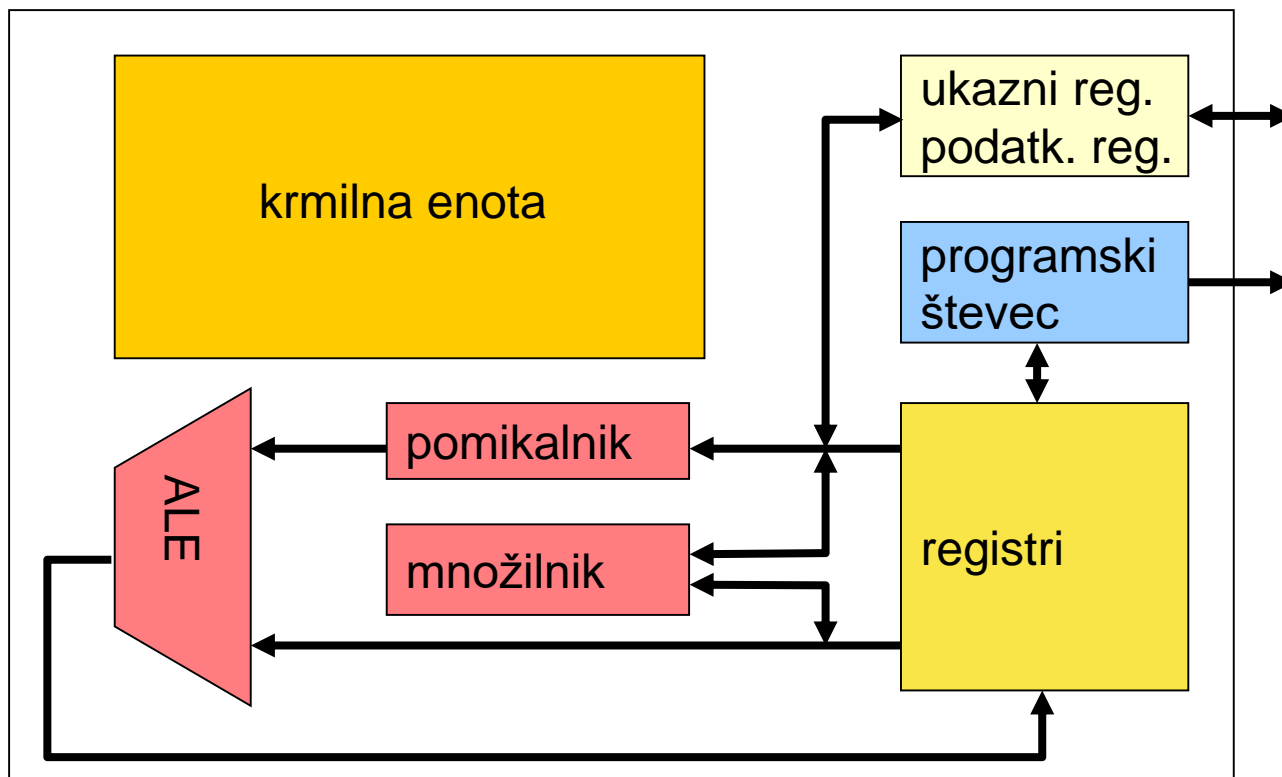 ukazni reg.
podatk. reg.
krmilna enota
programski
števec
pomikalnik
ALE
množilnik
registri